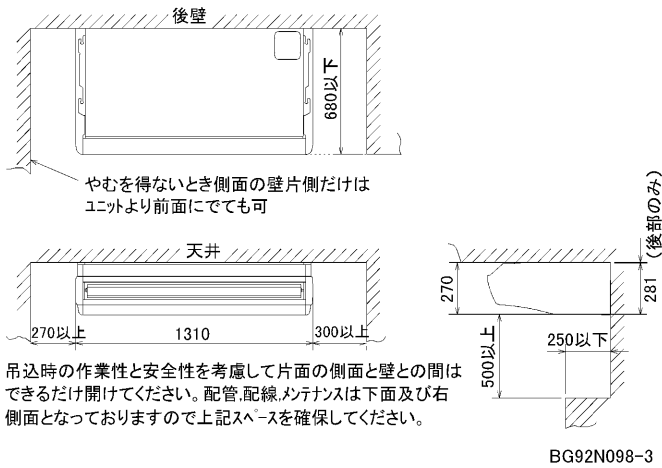 後壁
680以下
やむを得ないとき側面の壁片側だけは
ユニットより前面にでても可
天井
270以上
1310
300以上
270
281
(後部のみ)
500以上
250以下
吊込時の作業性と安全性を考慮して片面の側面と壁との間は
できるだけ開けてください。配管,配線,メンテナンスは下面及び右
側面となっておりますので上記スペースを確保してください。
BG92N098-3